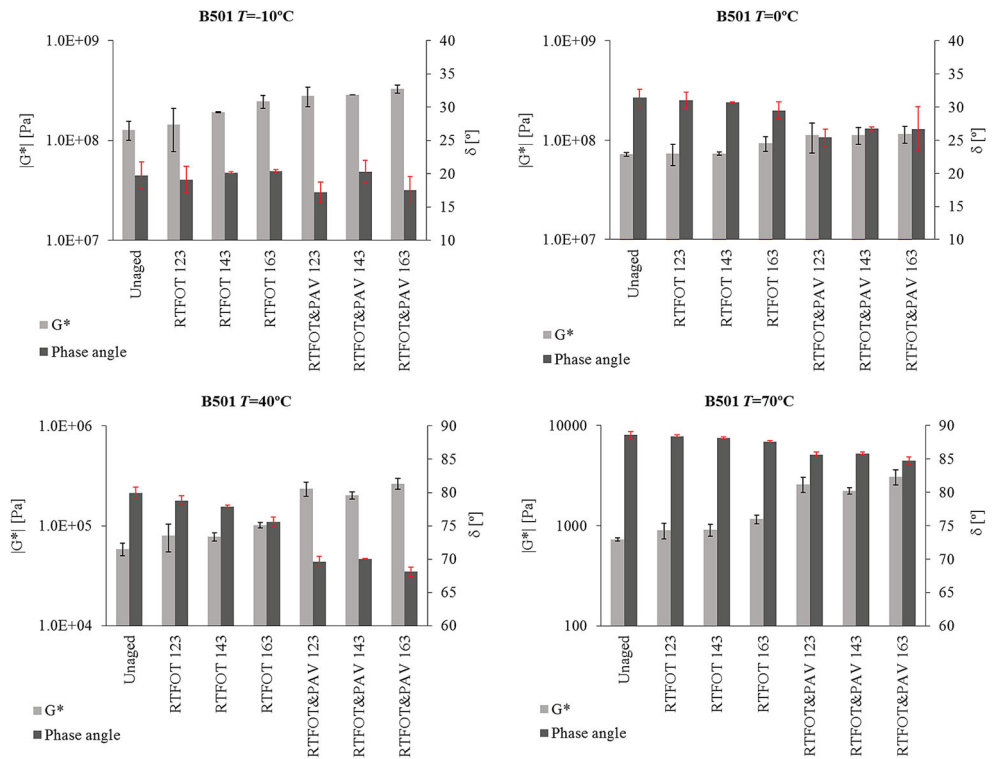 B501 T=-10ºC
1.0E+09
1.0E+08
1.0E+07
|G*| [Pa]
40
35
30
25
20
15
10
δ [º]
Unaged
RTFOT 123
RTFOT 143
RTFOT 163
RTFOT&PAV 123
RTFOT&PAV 143
RTFOT&PAV 163
G*
Phase angle
B501 T=0ºC
1.0E+09
1.0E+08
1.0E+07
|G*| [Pa]
40
35
30
25
20
15
10
δ [º]
Unaged
RTFOT 123
RTFOT 143
RTFOT 163
RTFOT&PAV 123
RTFOT&PAV 143
RTFOT&PAV 163
G*
Phase angle
B501 T=40ºC
1.0E+06
1.0E+05
1.0E+04
|G*| [Pa]
90
85
80
75
70
65
60
δ [º]
Unaged
RTFOT 123
RTFOT 143
RTFOT 163
RTFOT&PAV 123
RTFOT&PAV 143
RTFOT&PAV 163
G*
Phase angle
B501 T=70ºC
10000
1000
100
|G*| [Pa]
90
85
80
75
70
65
60
δ [º]
Unaged
RTFOT 123
RTFOT 143
RTFOT 163
RTFOT&PAV 123
RTFOT&PAV 143
RTFOT&PAV 163
G*
Phase angle